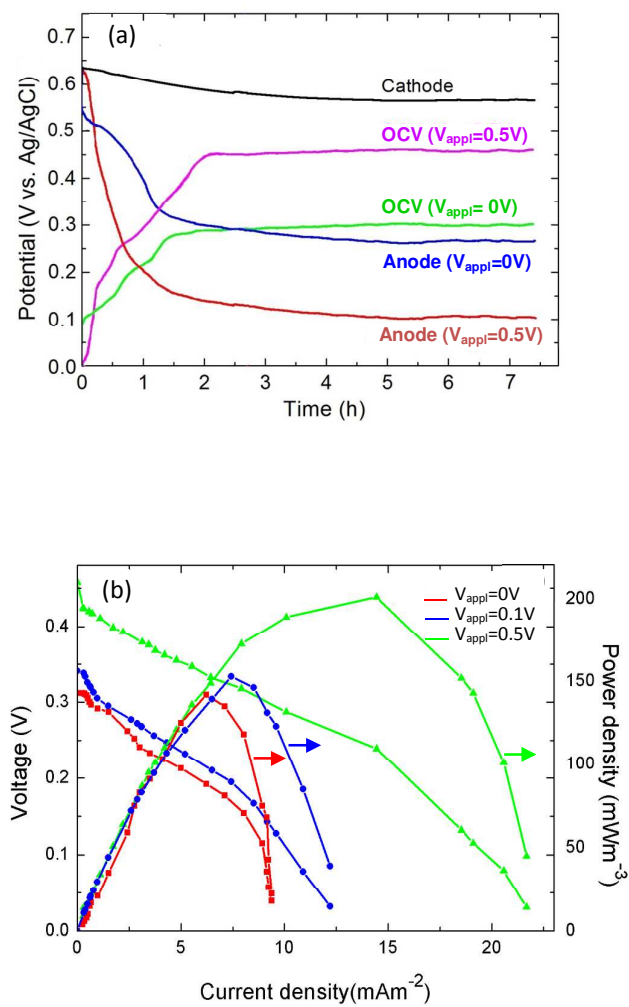 (a)
0.7
0.6
0.5
0.4
0.3
0.2
0.1
0.0
Potential (V vs. Ag/AgCl)
Cathode
OCV (Vappl=0.5V)
OCV (Vappl= 0V)
Anode (Vappl=0V)
Anode (Vappl=0.5V)
0 1 2 3 4 5 6 7
Time (h)
(b)
Vappl=0V
Vappl=0.1V
Vappl=0.5V
0.4
0.3
0.2
0.1
0.0
Voltage (V)
200
150
100
50
0
Power density (mWm-3)
0 5 10 15 20
Current density(mAm-2)